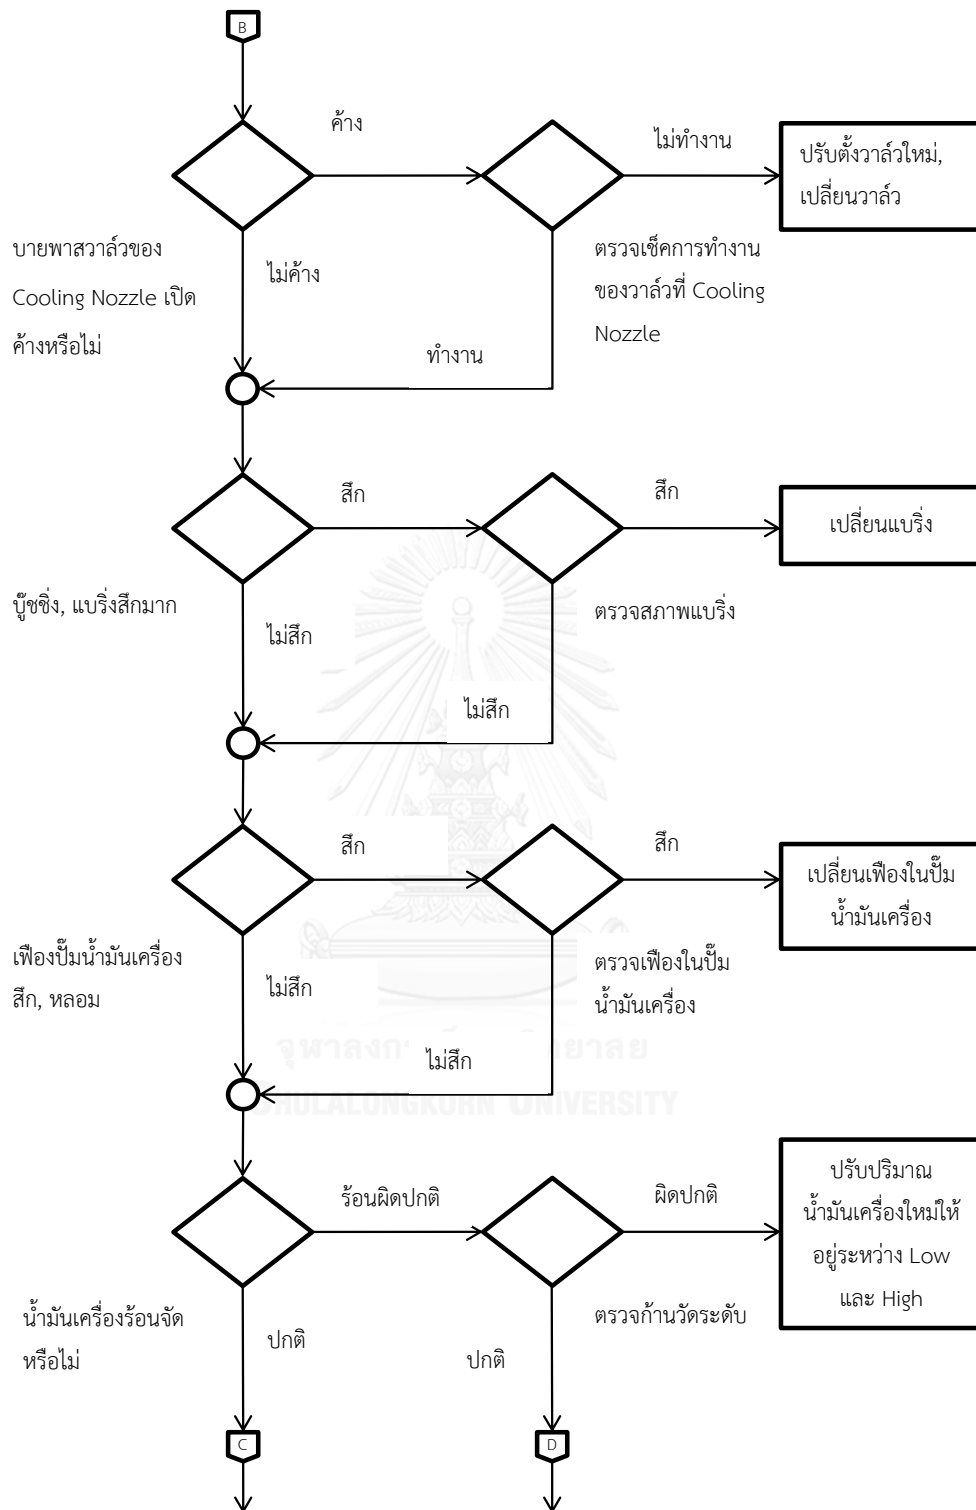 B
ค้าง
ไม่ทำงาน
ปรับตั้งวาล์วใหม่,
เปลี่ยนวาล์ว
บายพาสวาล์วของ
Cooling Nozzle เปิด
ค้างหรือไม่
ไม่ค้าง
ตรวจเช็คการทำงาน
ของวาล์วที่ Cooling
Nozzle
ทำงาน
สึก
สึก
เปลี่ยนแบริ่ง
บู๊ชชิ่ง, แบริ่งสึกมาก
ไม่สึก
ตรวจสภาพแบริ่ง
ไม่สึก
สึก
สึก
เปลี่ยนเฟืองในปั๊ม
น้ำมันเครื่อง
เฟืองปั๊มน้ำมันเครื่อง
สึก, หลอม
ไม่สึก
ตรวจเฟืองในปั๊ม
น้ำมันเครื่อง
ไม่สึก
CHULALONGKORN UNIVERSITY
ร้อนผิดปกติ
ผิดปกติ
ปรับปริมาณ
น้ำมันเครื่องใหม่ให้
อยู่ระหว่าง Low
และ High
น้ำมันเครื่องร้อนจัด
หรือไม่
ปกติ
ตรวจก้านวัดระดับ
ปกติ
C
D